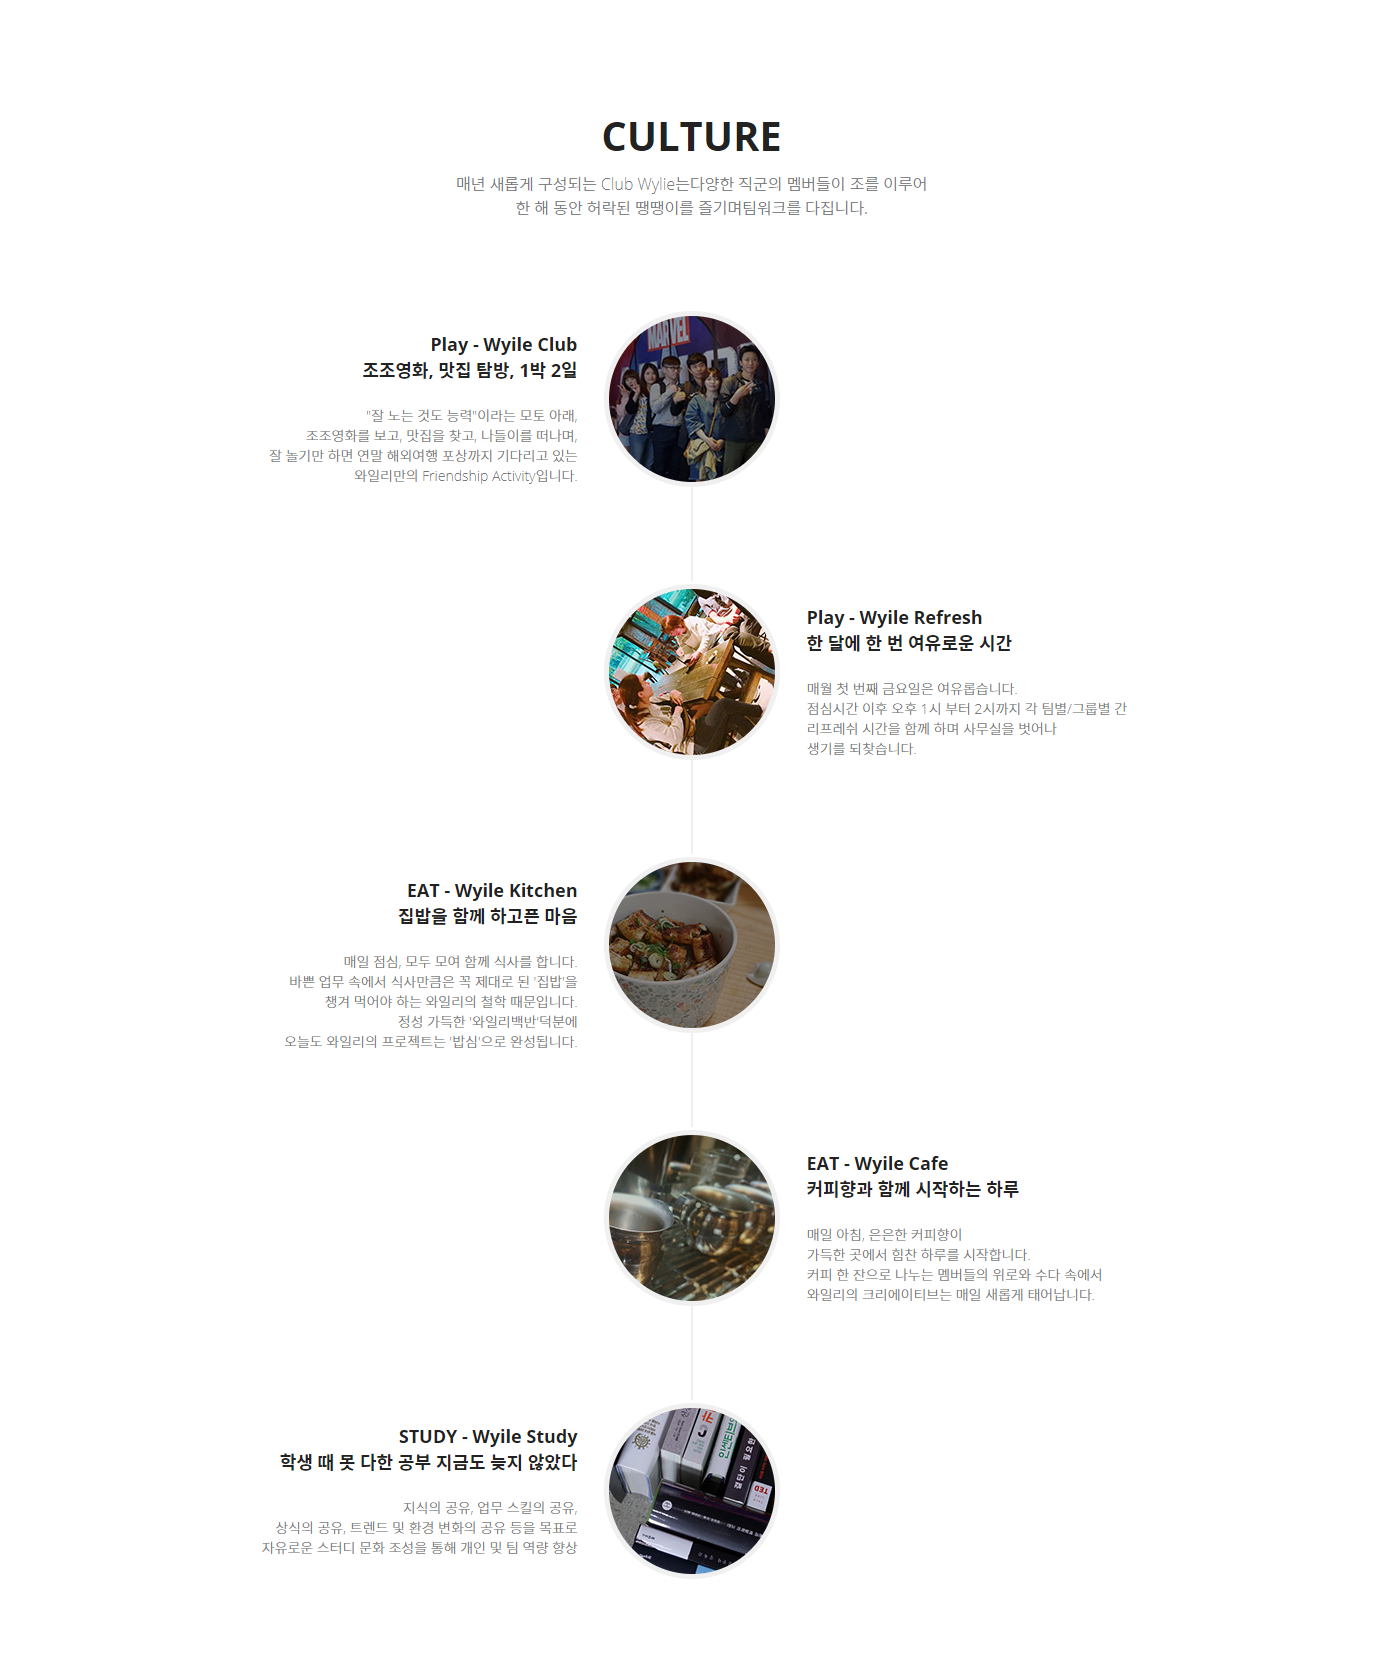 CULTURE
매년 새롭게 구성되는 Club Wylie는다양한 직군의 멤버들이 조를 이루어
한 해 동안 허락된 땡땡이를 즐기며팀워크를 다집니다.
Play - Wyile Club
조조영화, 맛집 탐방, 1박 2일
"잘 노는 것도 능력"이라는 모토 아래,
조조영화를 보고, 맛집을 찾고, 나들이를 떠나며,
잘 놀기만 하면 연말 해외여행 포상까지 기다리고 있는
와일리만의 Friendship Activity입니다.
MARVEL
Play - Wyile Refresh
한 달에 한 번 여유로운 시간
매월 첫 번째 금요일은 여유롭습니다.
점심시간 이후 오후 1시 부터 2시까지 각 팀별/그룹별 간
리프레쉬 시간을 함께 하며 사무실을 벗어나
생기를 되찾습니다.
EAT - Wyile Kitchen
집밥을 함께 하고픈 마음
매일 점심, 모두 모여 함께 식사를 합니다.
바쁜 업무 속에서 식사만큼은 꼭 제대로 된 '집밥'을
챙겨 먹어야 하는 와일리의 철학 때문입니다.
정성 가득한 '와일리백반'덕분에
오늘도 와일리의 프로젝트는 '밥심'으로 완성됩니다.
EAT - Wyile Cafe
커피향과 함께 시작하는 하루
매일 아침, 은은한 커피향이
가득한 곳에서 힘찬 하루를 시작합니다.
커피 한 잔으로 나누는 멤버들의 위로와 수다 속에서
와일리의 크리에이티브는 매일 새롭게 태어납니다.
STUDY - Wyile Study
학생 때 못 다한 공부 지금도 늦지 않았다
지식의 공유, 업무 스킬의 공유,
상식의 공유, 트렌드 및 환경 변화의 공유 등을 목표로
자유로운 스터디 문화 조성을 통해 개인 및 팀 역량 향상
인센티브
결단이 필요한
TED